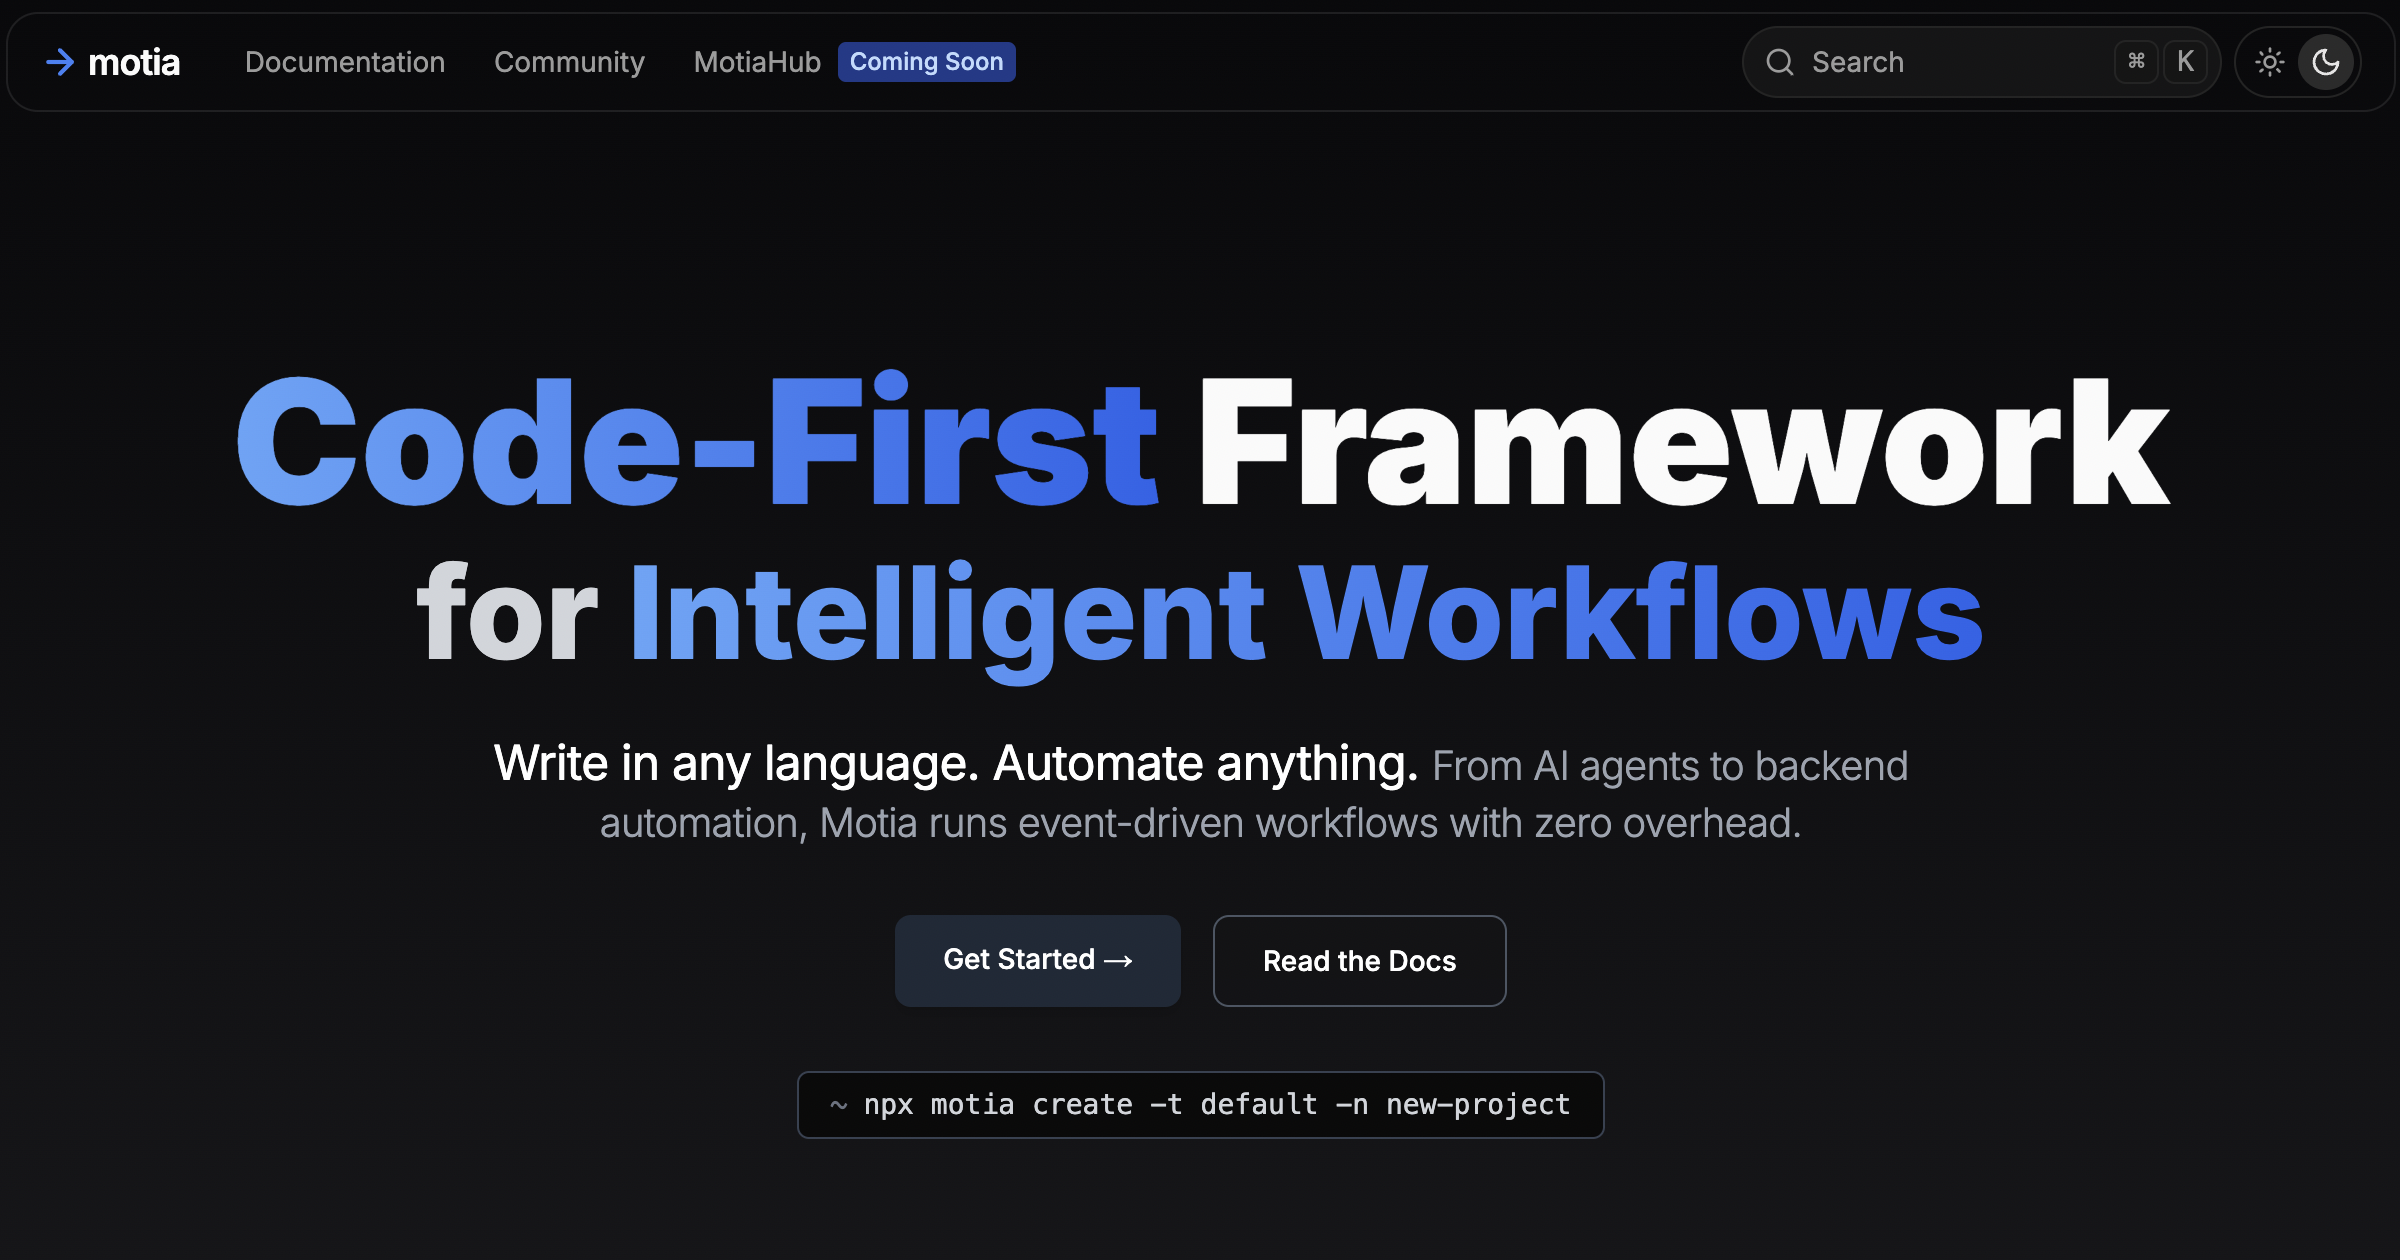 motia Documentation Community MotiaHub Coming Soon Search ⌘ K
Code-First Framework
for Intelligent Workflows
Write in any language. Automate anything. From AI agents to backend
automation, Motia runs event-driven workflows with zero overhead.
Get Started → Read the Docs
~ npx motia create -t default -n new-project